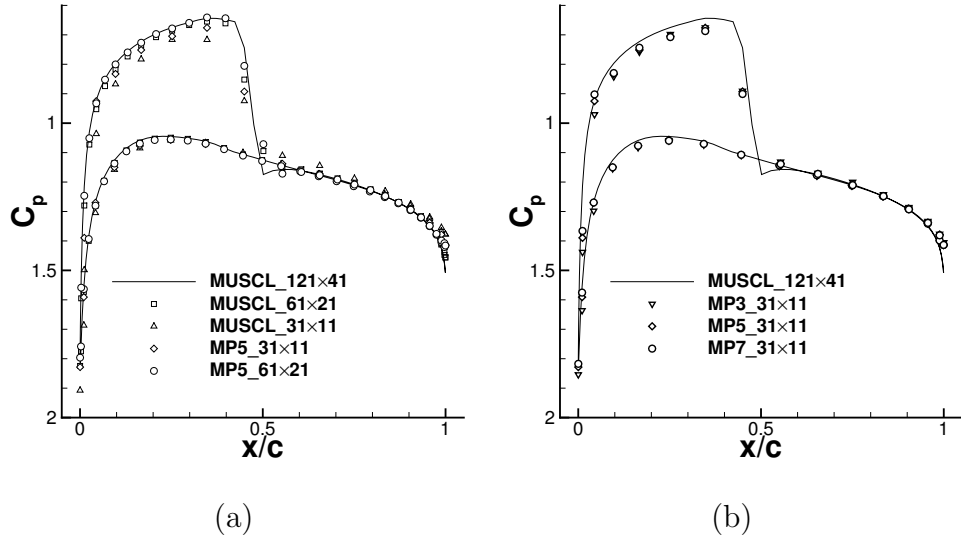 C_p
1
1.5
2
0
0.5
1
x/c
MUSCL_121×41
MUSCL_61×21
MUSCL_31×11
MP5_31×11
MP5_61×21
(a)
C_p
1
1.5
2
0
0.5
1
x/c
MUSCL_121×41
MP3_31×11
MP5_31×11
MP7_31×11
(b)